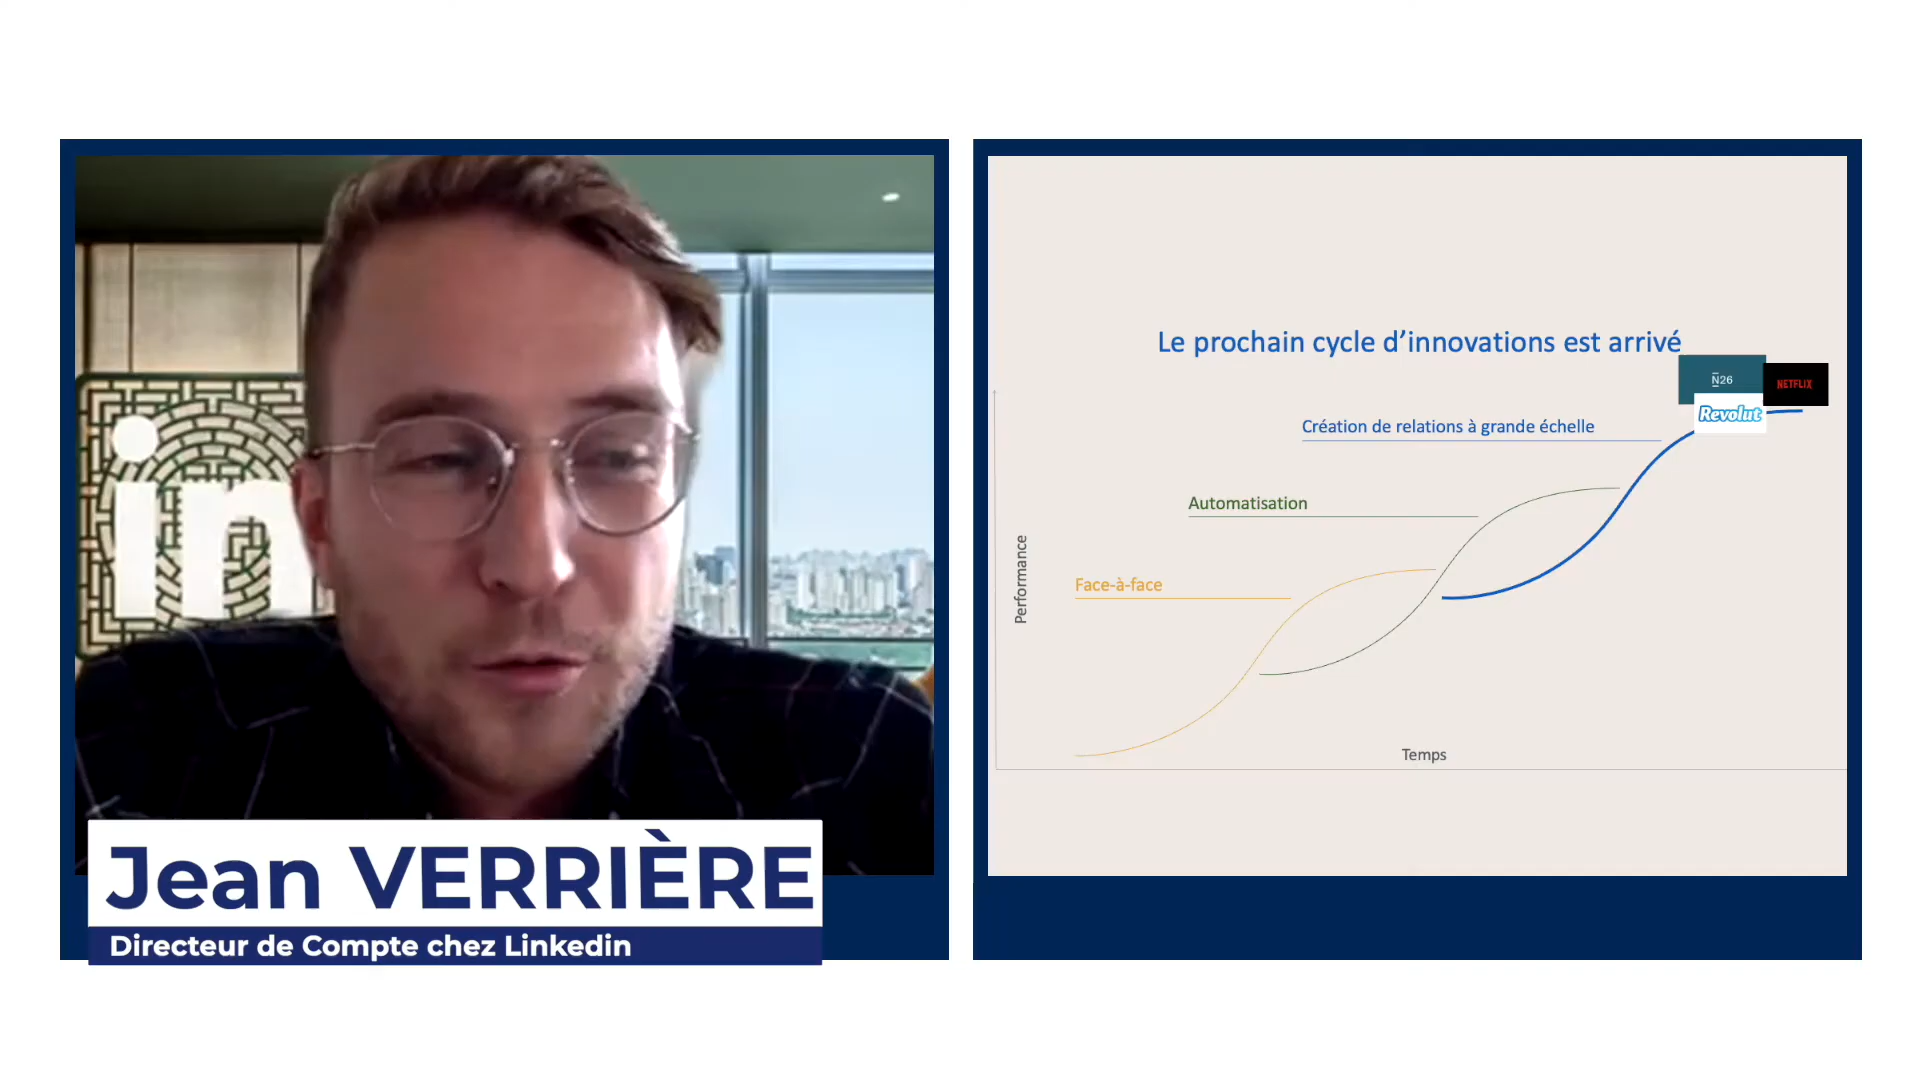 in
Jean VERRIÈRE
Directeur de Compte chez Linkedin
Le prochain cycle d'innovations est arrivé
N26
NETFLIX
Revolut
Création de relations à grande échelle
Automatisation
Face-à-face
Performance
Temps